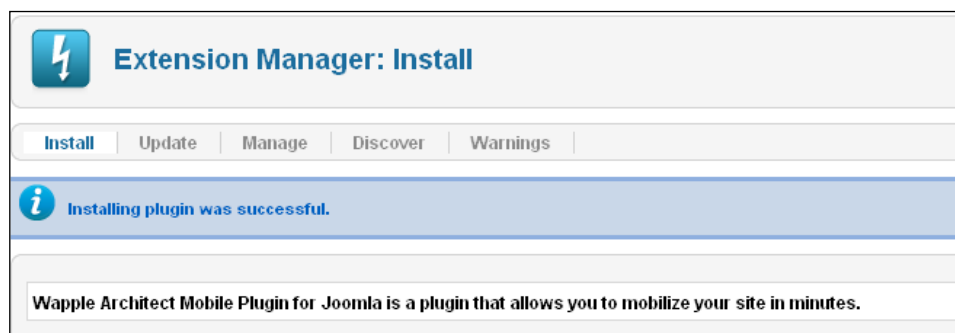 Extension Manager: Install
Install Update Manage Discover Warnings
Installing plugin was successful.
Wapple Architect Mobile Plugin for Joomla is a plugin that allows you to mobilize your site in minutes.